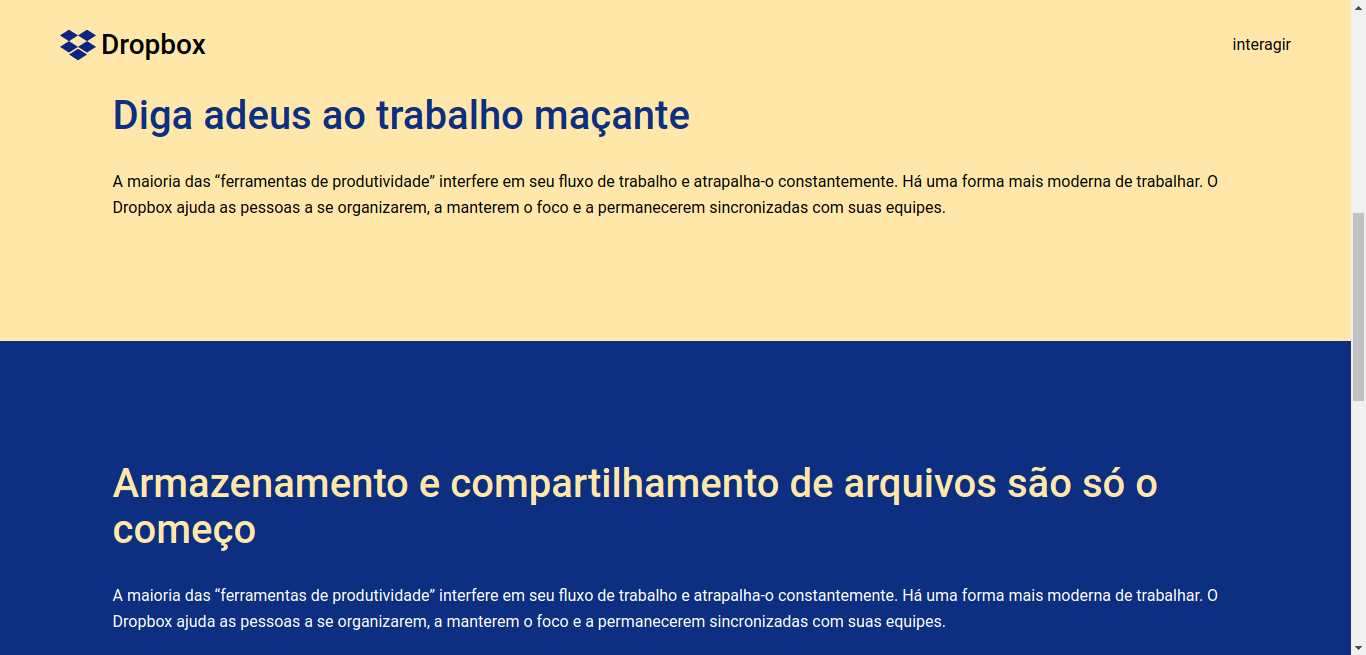 Dropbox
interagir
Diga adeus ao trabalho maçante
A maioria das “ferramentas de produtividade” interfere em seu fluxo de trabalho e atrapalha-o constantemente. Há uma forma mais moderna de trabalhar. O
Dropbox ajuda as pessoas a se organizarem, a manterem o foco e a permanecerem sincronizadas com suas equipes.
Armazenamento e compartilhamento de arquivos são só o
começo
A maioria das “ferramentas de produtividade” interfere em seu fluxo de trabalho e atrapalha-o constantemente. Há uma forma mais moderna de trabalhar. O
Dropbox ajuda as pessoas a se organizarem, a manterem o foco e a permanecerem sincronizadas com suas equipes.